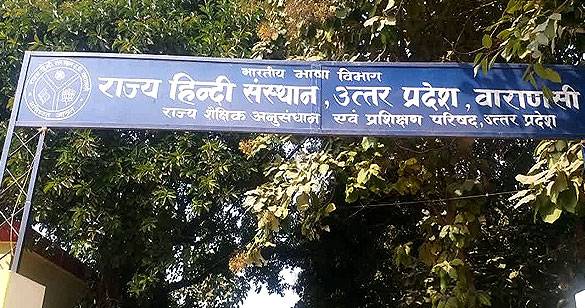 भारतीय भाषा विभाग
राज्य हिन्दी संस्थान, उत्तर प्रदेश, वाराणसी
राज्य शैक्षिक अनुसंधान एवं प्रशिक्षण परिषद, उत्तर प्रदेश